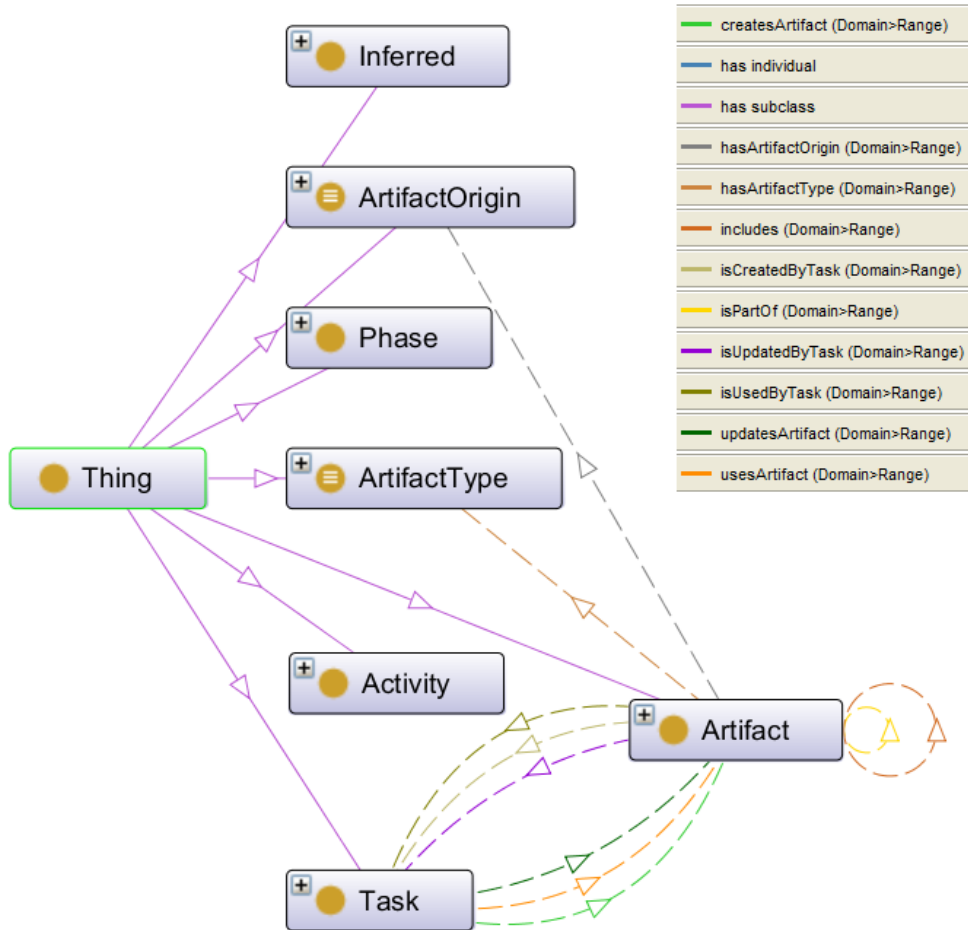 Inferred
ArtifactOrigin
Phase
Thing
ArtifactType
Activity
Artifact
Task
createsArtifact (Domain>Range)
has individual
has subclass
hasArtifactOrigin (Domain>Range)
hasArtifactType (Domain>Range)
includes (Domain>Range)
isCreatedByTask (Domain>Range)
isPartOf (Domain>Range)
isUpdatedByTask (Domain>Range)
isUsedByTask (Domain>Range)
updatesArtifact (Domain>Range)
usesArtifact (Domain>Range)